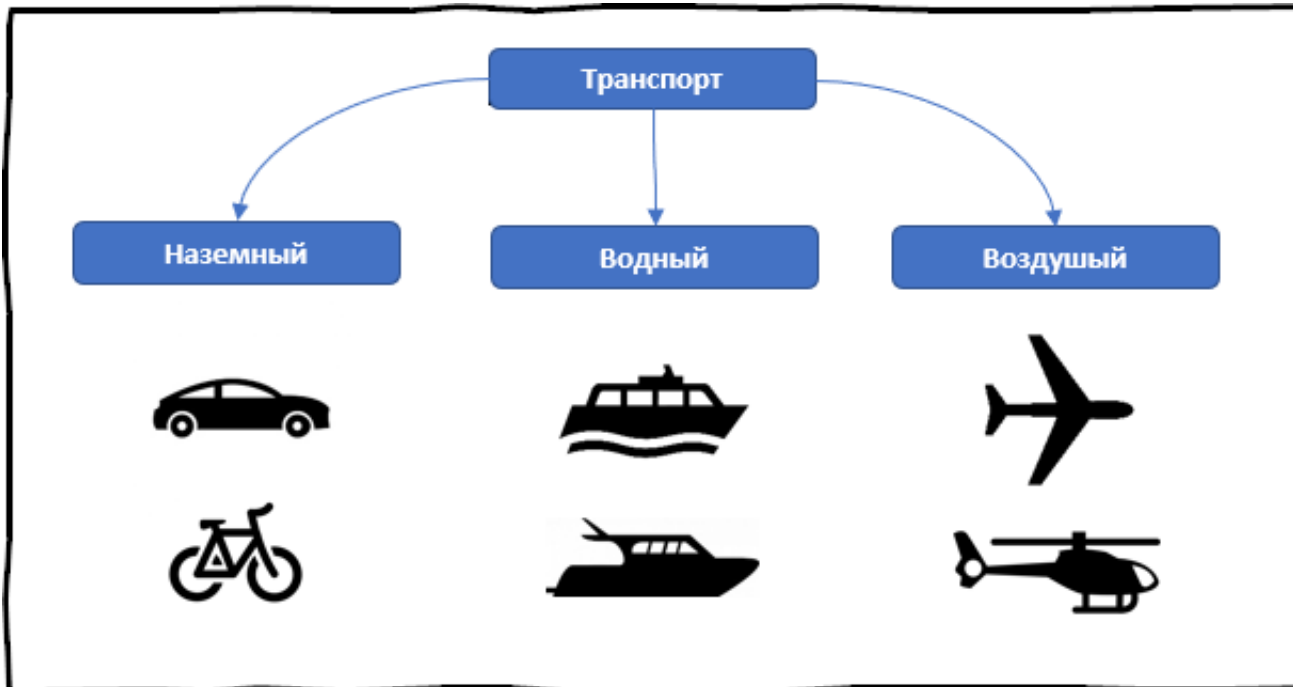 Транспорт
Наземный
Водный
Воздушый